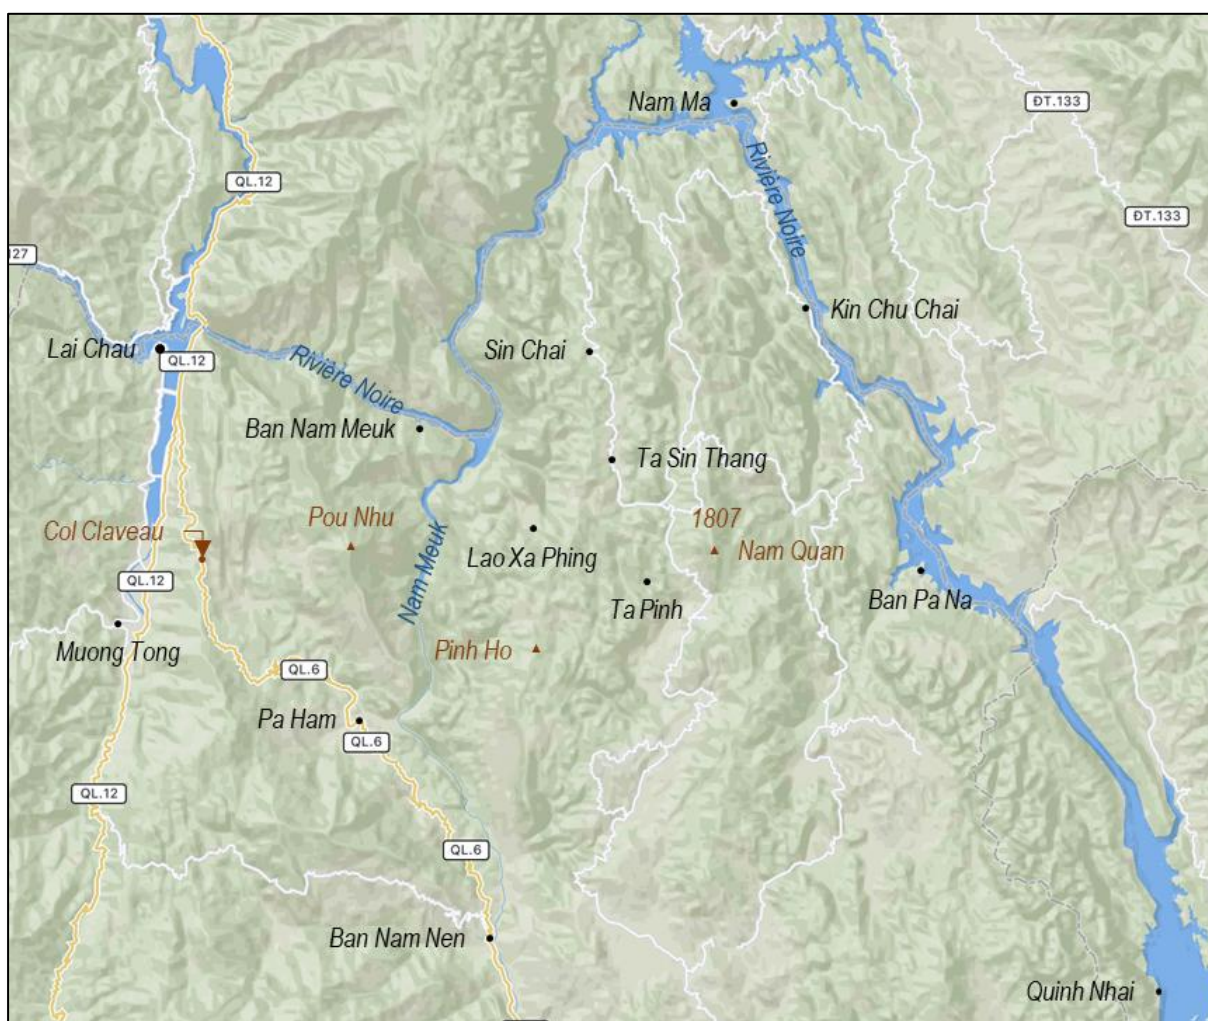 Nam Ma
ĐT.133
QL.12
Rivière Noire
ĐT.133
127
Kin Chu Chai
Lai Chau
QL.12
Sin Chai
Rivière Noire
Ban Nam Meuk
Ta Sin Thang
Pou Nhu
1807
Col Claveau
Nam Quan
Lao Xa Phing
Nam Meuk
QL.12
Ban Pa Na
Ta Pinh
Muong Tong
Pinh Ho
QL.6
Pa Ham
QL.6
QL.12
QL.6
Ban Nam Nen
Quinh Nhai